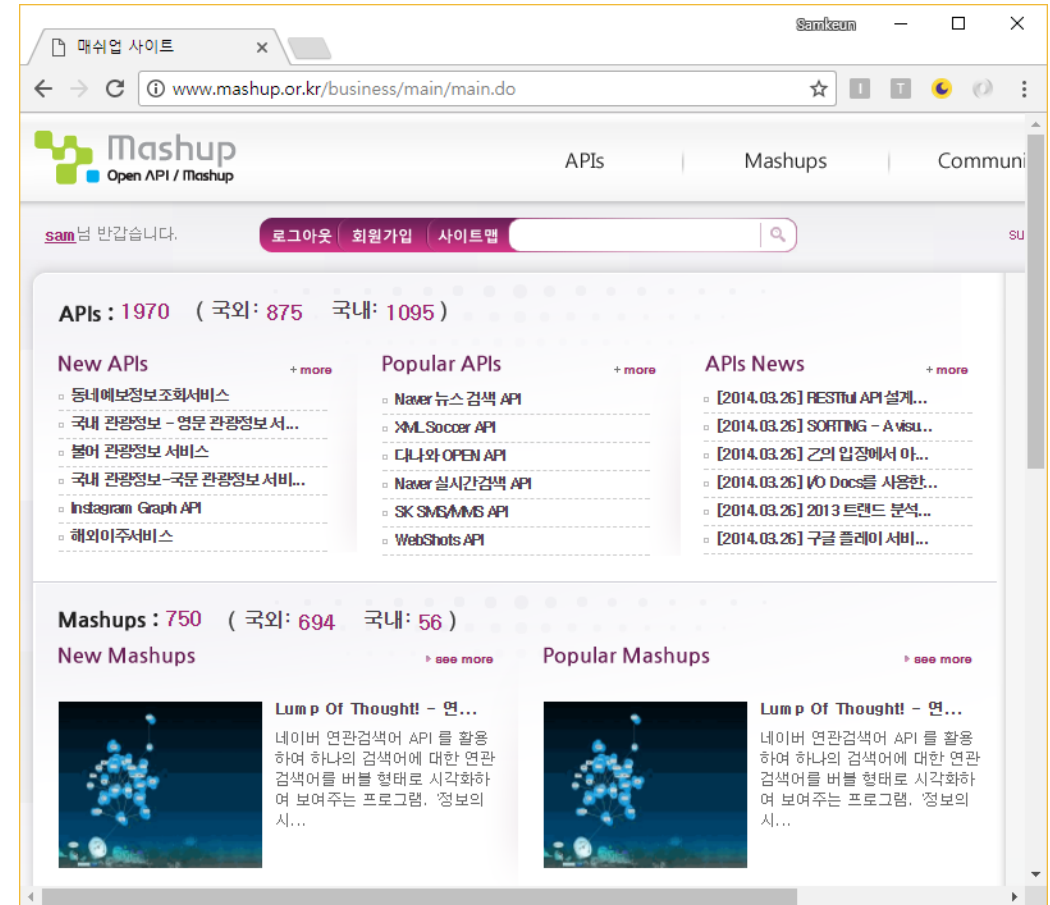 Samkeun
매쉬업 사이트
www.mashup.or.kr/business/main/main.do
I T
Mashup
Open API / Mashup
APIs
Mashups
Communi
sam님 반갑습니다.
로그아웃 회원가입 사이트맵
su
APIs : 1970 ( 국외: 875 국내: 1095 )
New APIs + more
동네예보정보조회서비스
국내 관광정보 - 영문 관광정보 서...
불어 관광정보 서비스
국내 관광정보-국문 관광정보 서비...
Instagram Graph API
해외이주서비스
Popular APIs + more
Naver 뉴스 검색 API
XML Soccer API
다나와 OPEN API
Naver 실시간검색 API
SK SMS/MMS API
WebShots API
APIs News + more
[2014.03.26] RESTful API 설계...
[2014.03.26] SORTING - A visu...
[2014.03.26] 乙의 입장에서 아...
[2014.03.26] I/O Docs를 사용한...
[2014.03.26] 2013 트랜드 분석...
[2014.03.26] 구글 플레이 서비...
Mashups : 750 ( 국외: 694 국내: 56 )
New Mashups see more
Lump Of Thought! - 연...
네이버 연관검색어 API 를 활용
하여 하나의 검색어에 대한 연관
검색어를 버블 형태로 시각화하
여 보여주는 프로그램. '정보의
시...
Popular Mashups see more
Lump Of Thought! - 연...
네이버 연관검색어 API 를 활용
하여 하나의 검색어에 대한 연관
검색어를 버블 형태로 시각화하
여 보여주는 프로그램. '정보의
시...